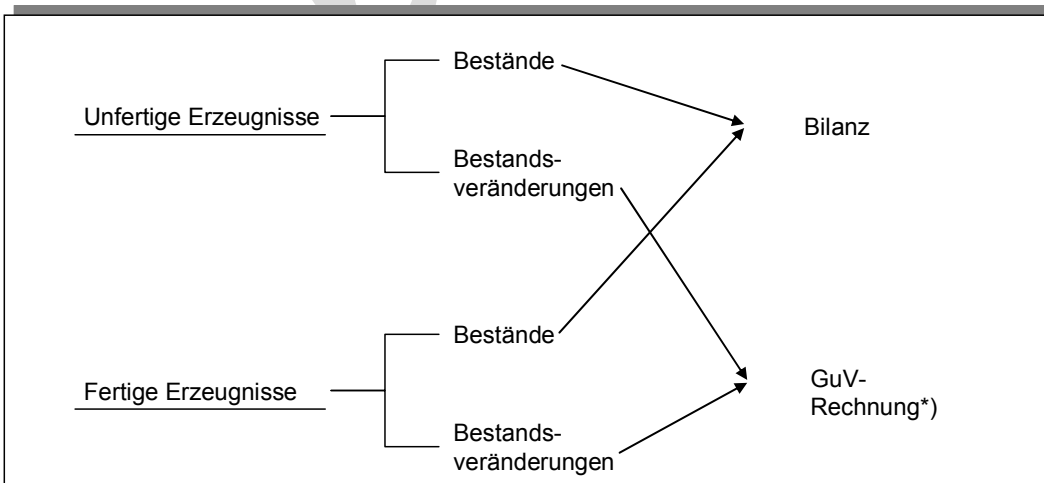 Bestände
Unfertige Erzeugnisse
Bilanz
Bestands-
veränderungen
Bestände
Fertige Erzeugnisse
GuV-
Rechnung*)
Bestands-
veränderungen